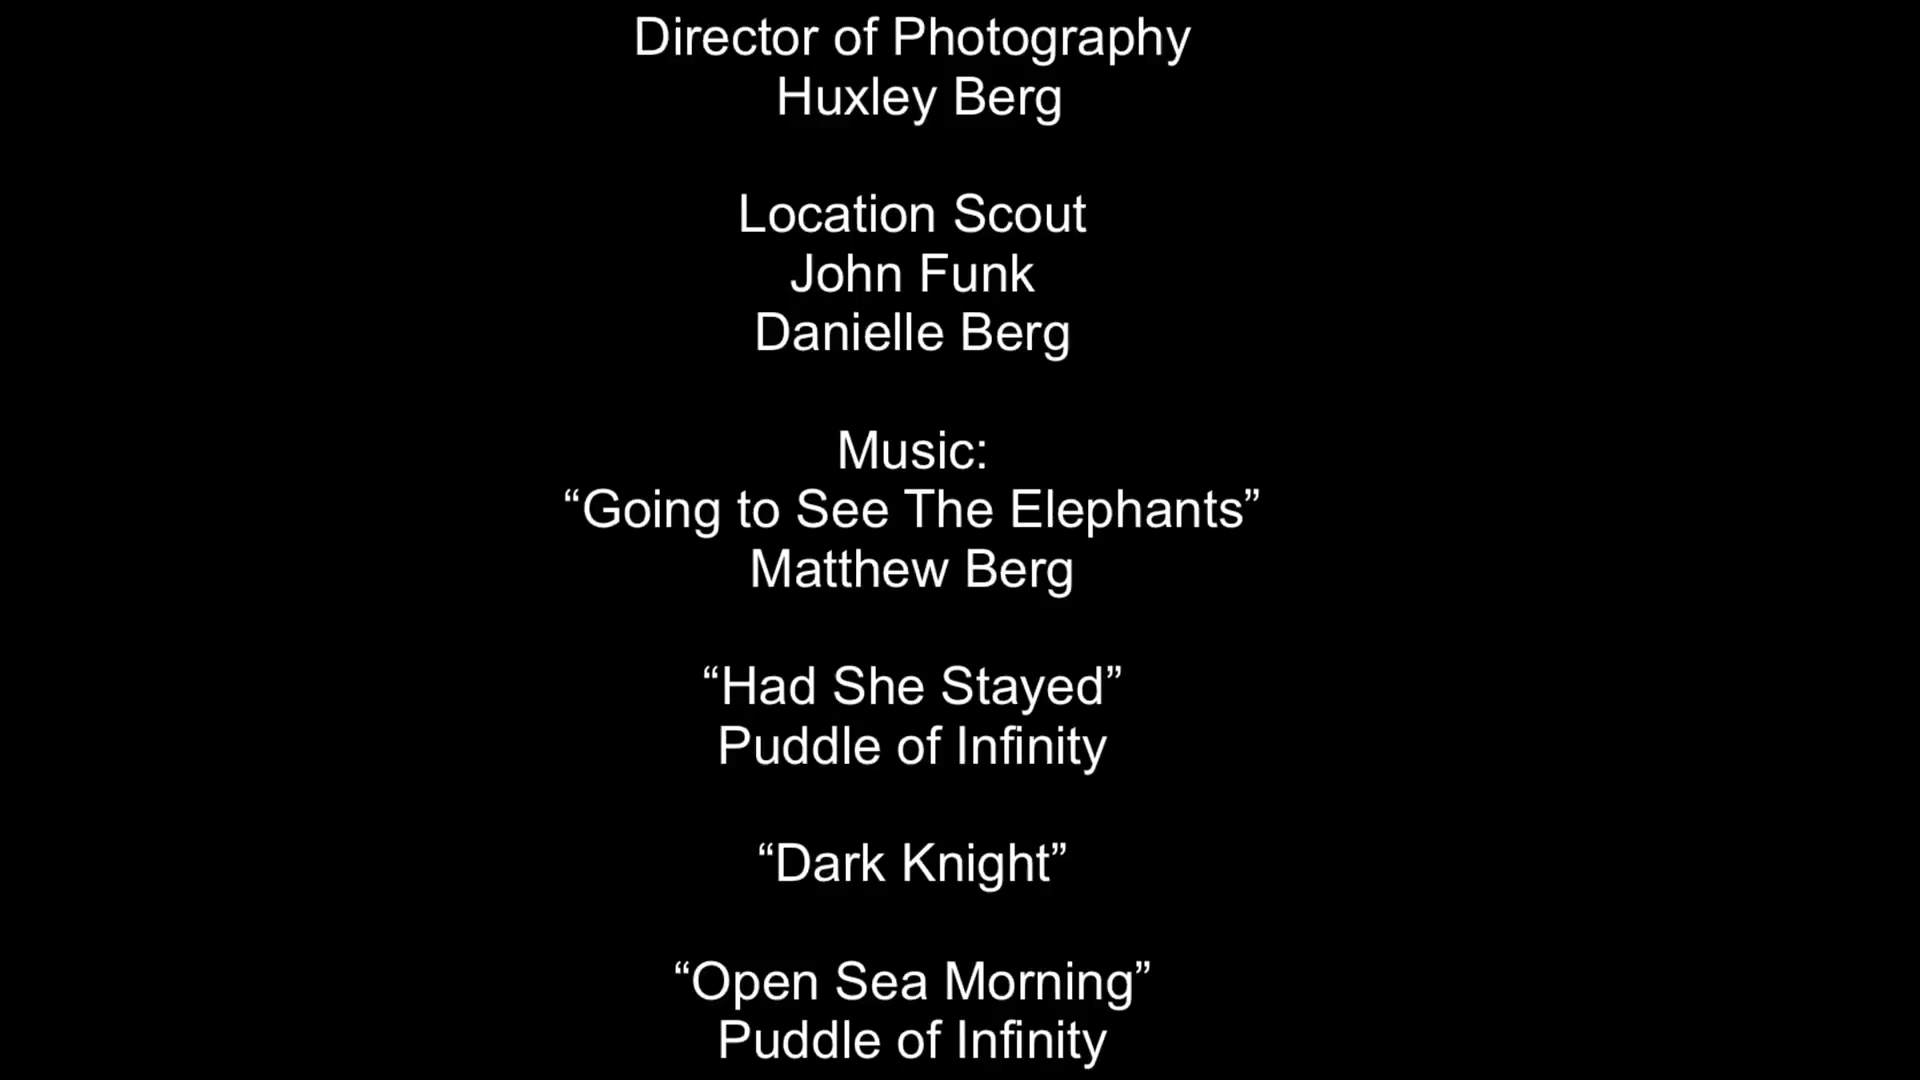 Director of Photography
Huxley Berg
Location Scout
John Funk
Danielle Berg
Music:
“Going to See The Elephants”
Matthew Berg
“Had She Stayed”
Puddle of Infinity
“Dark Knight”
“Open Sea Morning”
Puddle of Infinity